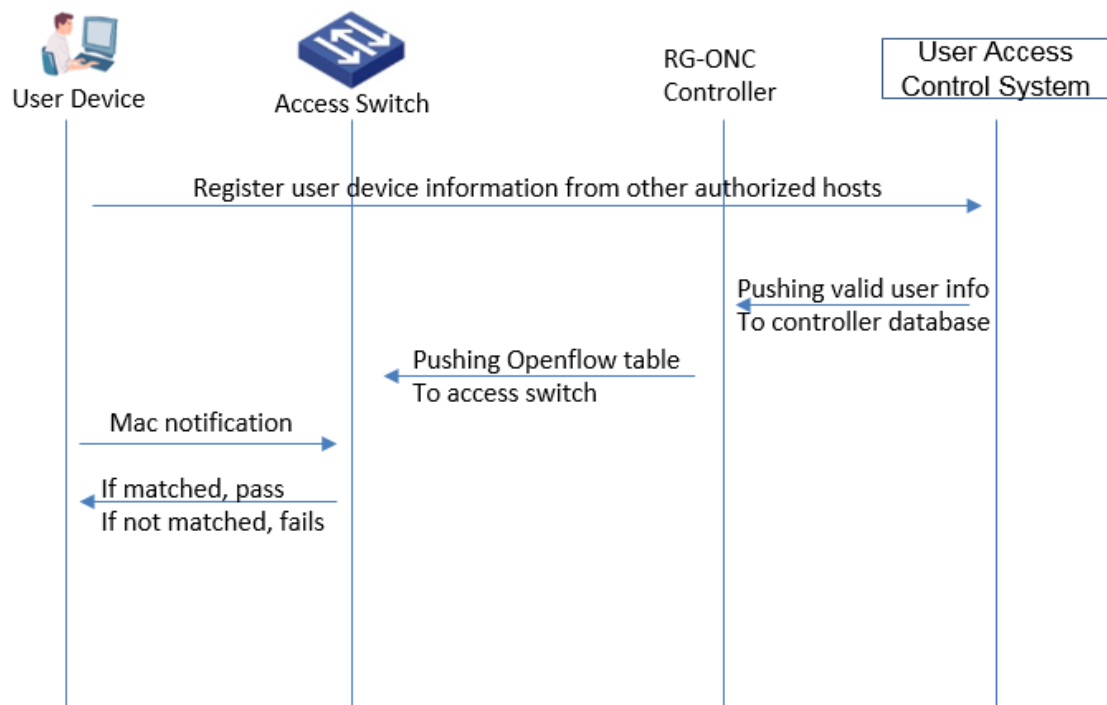 User Device
Access Switch
RG-ONC
Controller
User Access
Control System
Register user device information from other authorized hosts
Pushing valid user info
To controller database
Pushing Openflow table
To access switch
Mac notification
If matched, pass
If not matched, fails